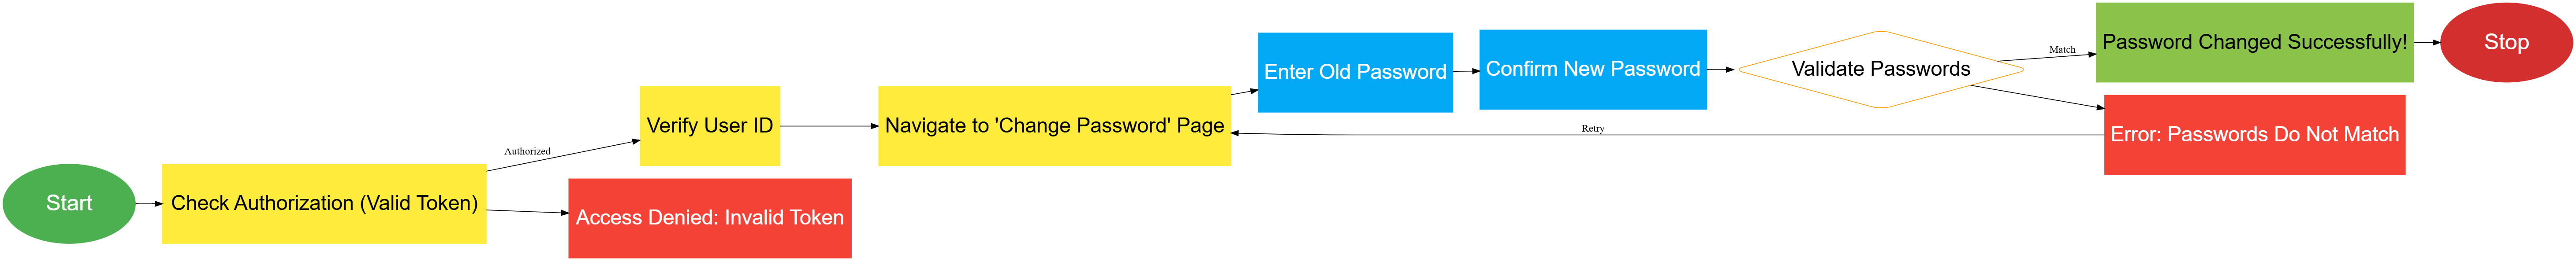 Start
Check Authorization (Valid Token)
Authorized
Verify User ID
Access Denied: Invalid Token
Navigate to 'Change Password' Page
Enter Old Password
Confirm New Password
Validate Passwords
Match
Password Changed Successfully!
Stop
Error: Passwords Do Not Match
Retry